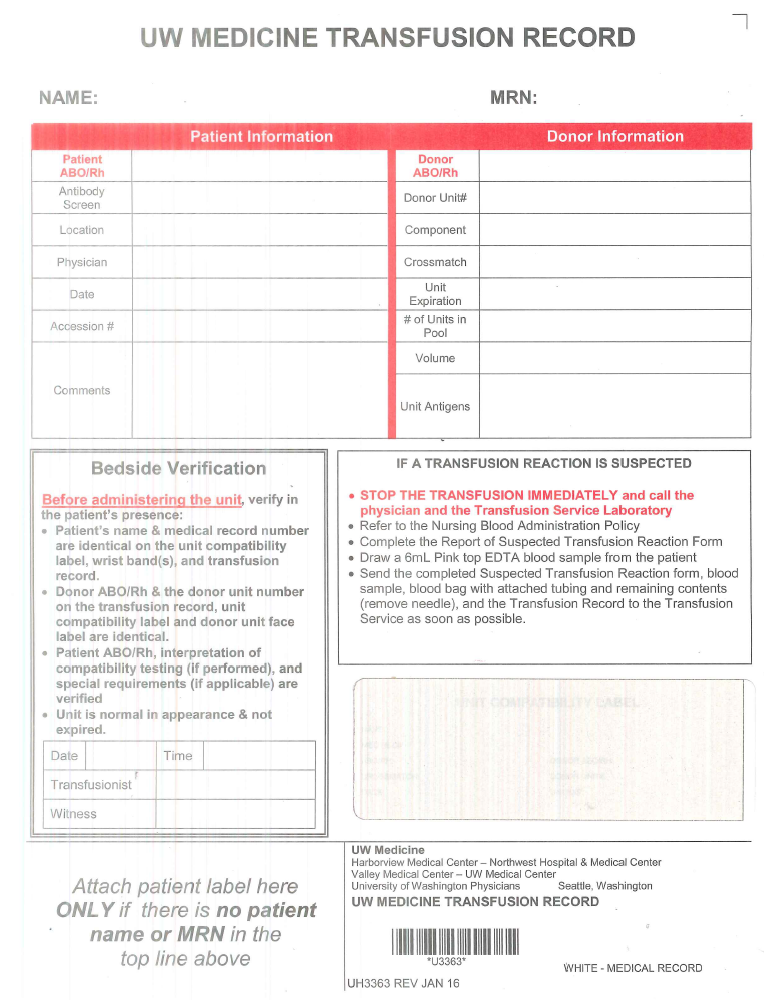 UW MEDICINE TRANSFUSION RECORD
NAME:
MRN:
Patient Information
Donor Information
Patient
ABO/Rh
Donor
ABO/Rh
Antibody
Screen
Donor Unit#
Location
Component
Physician
Crossmatch
Date
Unit
Expiration
Accession #
# of Units in
Pool
Volume
Comments
Unit Antigens
Bedside Verification
Before administering the unit, verify in
the patient's presence:
• Patient's name & medical record number
are identical on the unit compatibility
label, wrist band(s), and transfusion
record.
• Donor ABO/Rh & the donor unit number
on the transfusion record, unit
compatibility label and donor unit face
label are identical.
• Patient ABO/Rh, interpretation of
compatibility testing (if performed), and
special requirements (if applicable) are
verified
• Unit is normal in appearance & not
expired.
Date
Time
Transfusionist
Witness
IF A TRANSFUSION REACTION IS SUSPECTED
• STOP THE TRANSFUSION IMMEDIATELY and call the
physician and the Transfusion Service Laboratory
• Refer to the Nursing Blood Administration Policy
• Complete the Report of Suspected Transfusion Reaction Form
• Draw a 6mL Pink top EDTA blood sample from the patient
• Send the completed Suspected Transfusion Reaction form, blood
sample, blood bag with attached tubing and remaining contents
(remove needle), and the Transfusion Record to the Transfusion
Service as soon as possible.
UNIT COMPATIBILITY LABEL
Attach patient label here
ONLY if there is no patient
name or MRN in the
top line above
UW Medicine
Harborview Medical Center – Northwest Hospital & Medical Center
Valley Medical Center – UW Medical Center
University of Washington Physicians Seattle, Washington
UW MEDICINE TRANSFUSION RECORD
*U3363*
WHITE - MEDICAL RECORD
UH3363 REV JAN 16